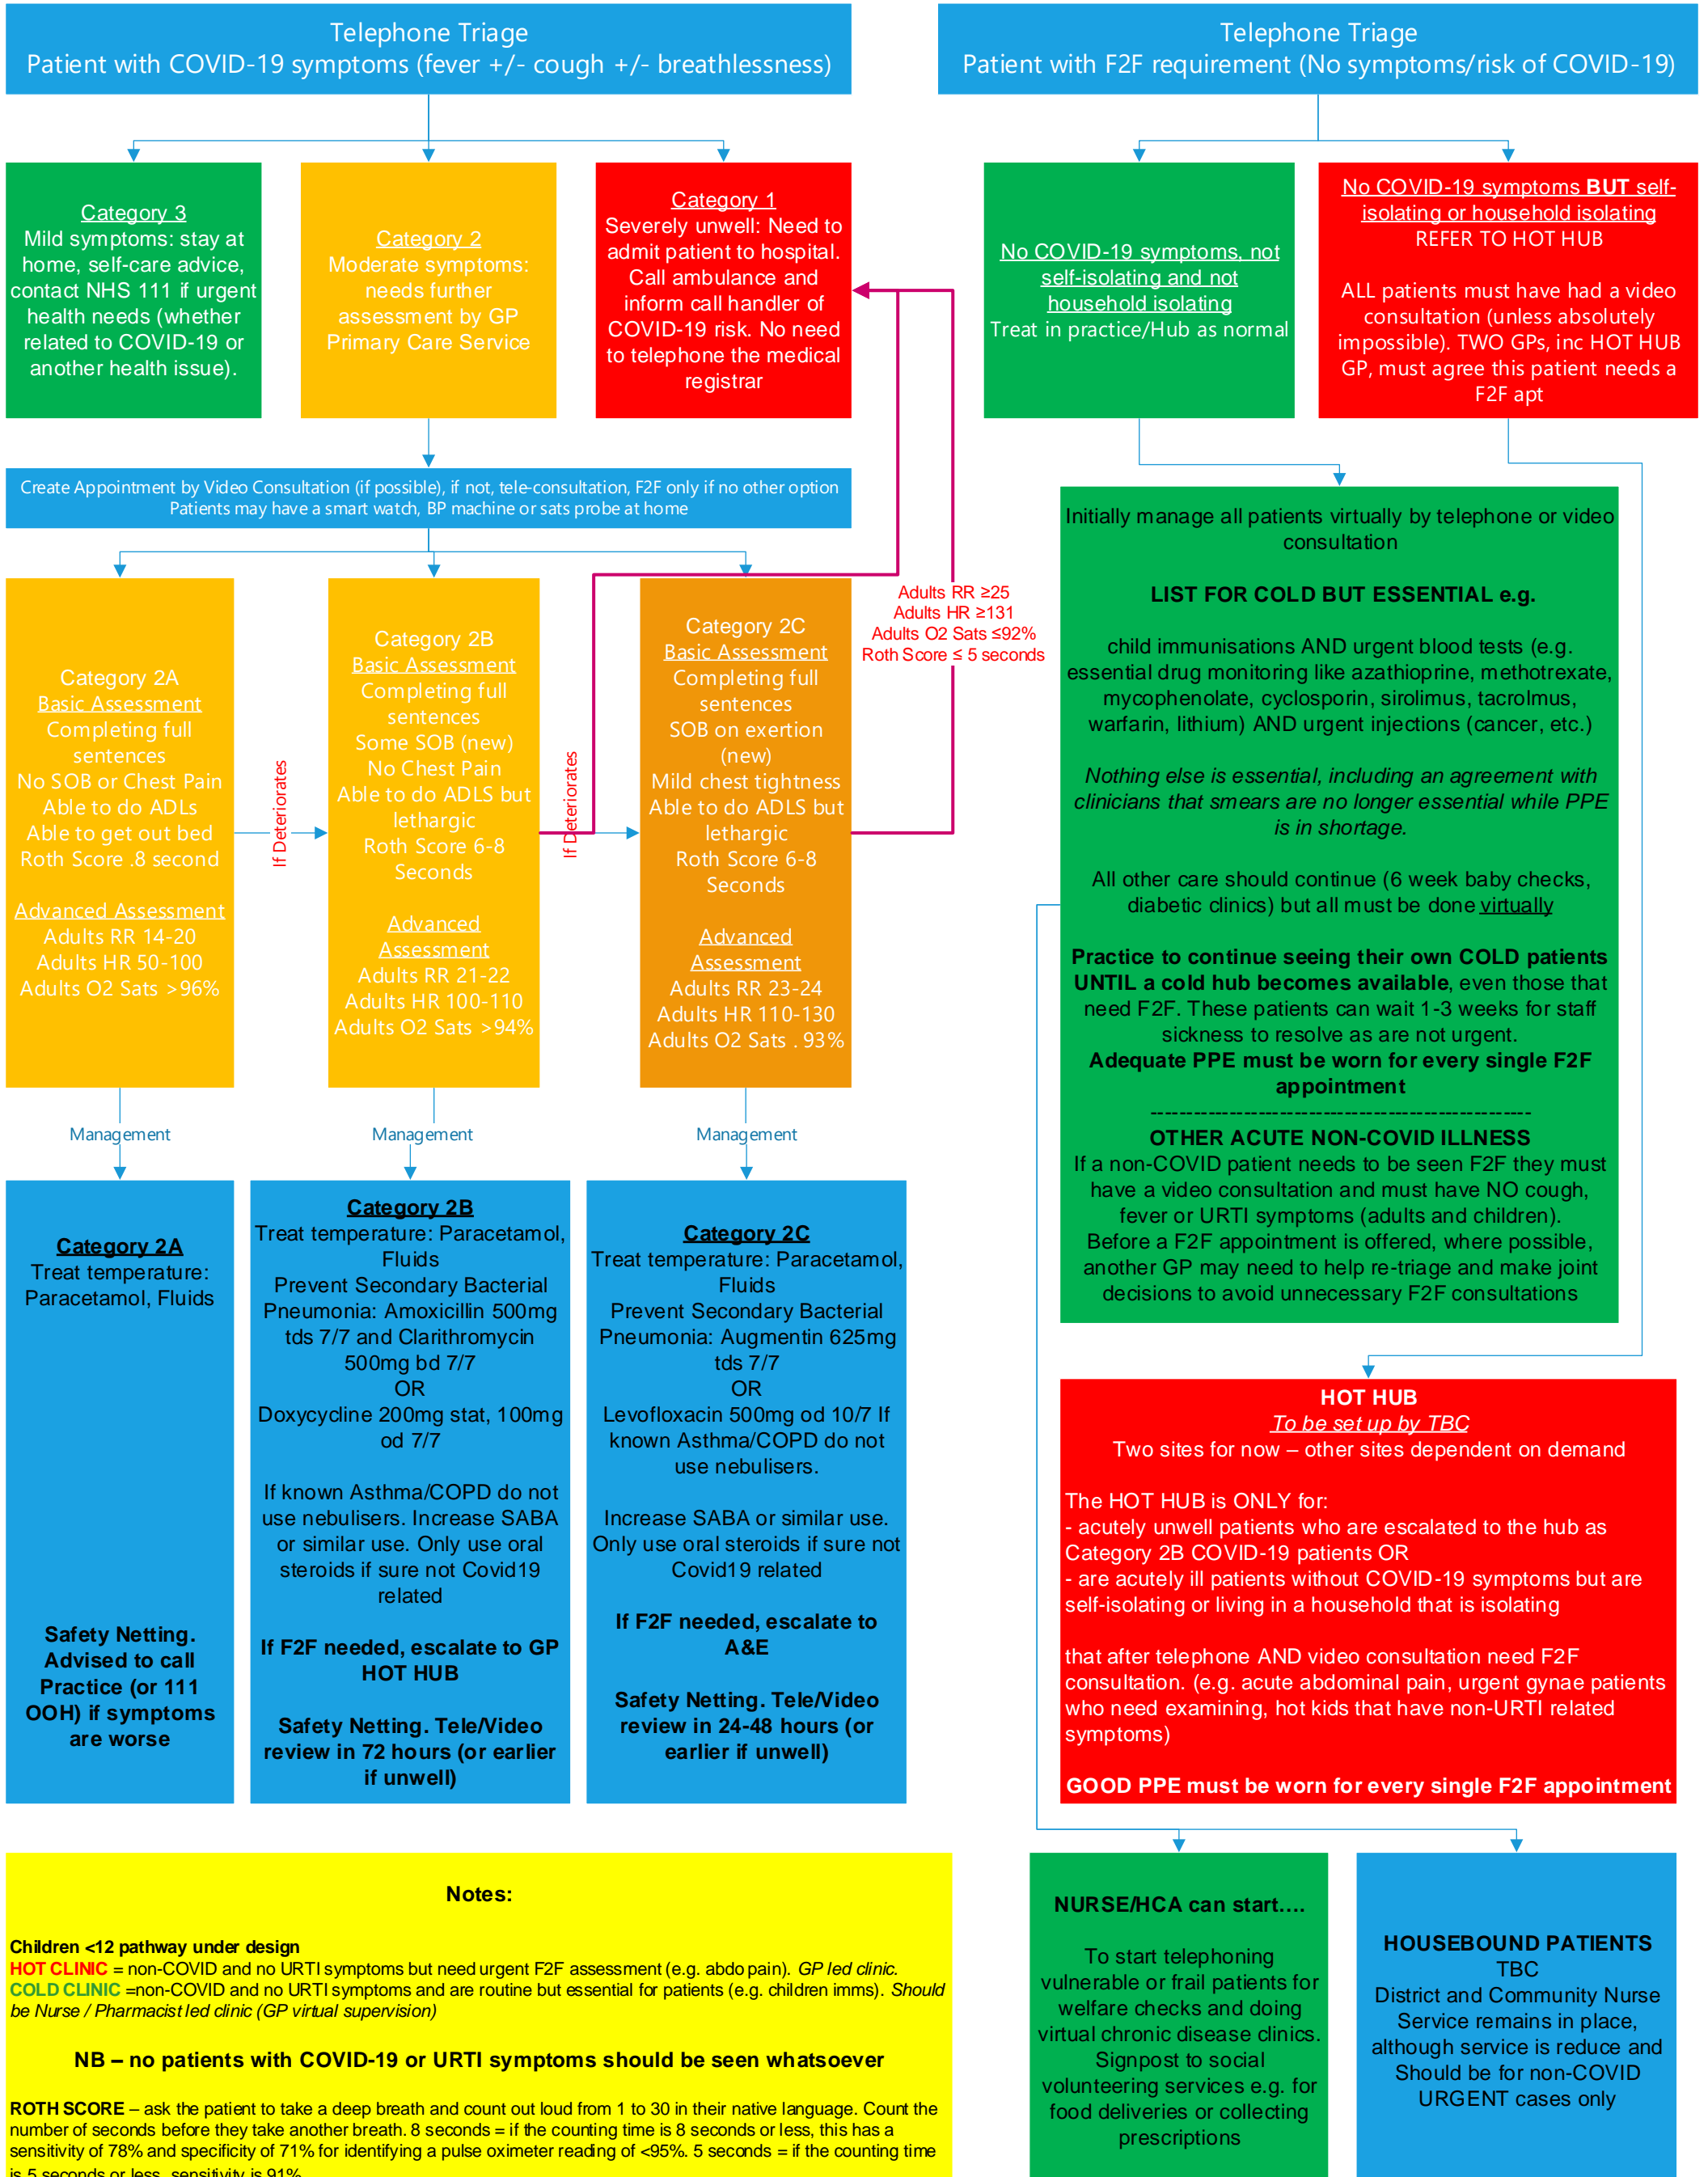 Telephone Triage
Patient with COVID-19 symptoms (fever +/- cough +/- breathlessness)
Category 3
Mild symptoms: stay at
home, self-care advice,
contact NHS 111 if urgent
health needs (whether
related to COVID-19 or
another health issue).
Category 2
Moderate symptoms:
needs further
assessment by GP
Primary Care Service
Category 1
Severely unwell: Need to
admit patient to hospital.
Call ambulance and
inform call handler of
COVID-19 risk. No need
to telephone the medical
registrar
Create Appointment by Video Consultation (if possible), if not, tele-consultation, F2F only if no other option
Patients may have a smart watch, BP machine or sats probe at home
Category 2A
Basic Assessment
Completing full
sentences
No SOB or Chest Pain
Able to do ADLs
Able to get out bed
Roth Score .8 second
Advanced Assessment
Adults RR 14-20
Adults HR 50-100
Adults O2 Sats >96%
If Deteriorates
Category 2B
Basic Assessment
Completing full
sentences
Some SOB (new)
No Chest Pain
Able to do ADLS but
lethargic
Roth Score 6-8
Seconds
Advanced
Assessment
Adults RR 21-22
Adults HR 100-110
Adults O2 Sats >94%
If Deteriorates
Category 2C
Basic Assessment
Completing full
sentences
SOB on exertion
(new)
Mild chest tightness
Able to do ADLS but
lethargic
Roth Score 6-8
Seconds
Advanced
Assessment
Adults RR 23-24
Adults HR 110-130
Adults O2 Sats . 93%
Adults RR ≥25
Adults HR ≥131
Adults O2 Sats ≤92%
Roth Score ≤ 5 seconds
Management
Management
Management
Category 2A
Treat temperature:
Paracetamol, Fluids
Safety Netting.
Advised to call
Practice (or 111
OOH) if symptoms
are worse
Category 2B
Treat temperature: Paracetamol,
Fluids
Prevent Secondary Bacterial
Pneumonia: Amoxicillin 500mg
tds 7/7 and Clarithromycin
500mg bd 7/7
OR
Doxycycline 200mg stat, 100mg
od 7/7
If known Asthma/COPD do not
use nebulisers. Increase SABA
or similar use. Only use oral
steroids if sure not Covid19
related
If F2F needed, escalate to GP
HOT HUB
Safety Netting. Tele/Video
review in 72 hours (or earlier
if unwell)
Category 2C
Treat temperature: Paracetamol,
Fluids
Prevent Secondary Bacterial
Pneumonia: Augmentin 625mg
tds 7/7
OR
Levofloxacin 500mg od 10/7 If
known Asthma/COPD do not
use nebulisers.
Increase SABA or similar use.
Only use oral steroids if sure not
Covid19 related
If F2F needed, escalate to
A&E
Safety Netting. Tele/Video
review in 24-48 hours (or
earlier if unwell)
Telephone Triage
Patient with F2F requirement (No symptoms/risk of COVID-19)
No COVID-19 symptoms, not
self-isolating and not
household isolating
Treat in practice/Hub as normal
No COVID-19 symptoms BUT self-
isolating or household isolating
REFER TO HOT HUB
ALL patients must have had a video
consultation (unless absolutely
impossible). TWO GPs, inc HOT HUB
GP, must agree this patient needs a
F2F apt
Initially manage all patients virtually by telephone or video
consultation
LIST FOR COLD BUT ESSENTIAL e.g.
child immunisations AND urgent blood tests (e.g.
essential drug monitoring like azathioprine, methotrexate,
mycophenolate, cyclosporin, sirolimus, tacrolmus,
warfarin, lithium) AND urgent injections (cancer, etc.)
Nothing else is essential, including an agreement with
clinicians that smears are no longer essential while PPE
is in shortage.
All other care should continue (6 week baby checks,
diabetic clinics) but all must be done virtually
Practice to continue seeing their own COLD patients
UNTIL a cold hub becomes available, even those that
need F2F. These patients can wait 1-3 weeks for staff
sickness to resolve as are not urgent.
Adequate PPE must be worn for every single F2F
appointment
-----------------------------------------------------
OTHER ACUTE NON-COVID ILLNESS
If a non-COVID patient needs to be seen F2F they must
have a video consultation and must have NO cough,
fever or URTI symptoms (adults and children).
Before a F2F appointment is offered, where possible,
another GP may need to help re-triage and make joint
decisions to avoid unnecessary F2F consultations
HOT HUB
To be set up by TBC
Two sites for now – other sites dependent on demand
The HOT HUB is ONLY for:
- acutely unwell patients who are escalated to the hub as
Category 2B COVID-19 patients OR
- are acutely ill patients without COVID-19 symptoms but are
self-isolating or living in a household that is isolating
that after telephone AND video consultation need F2F
consultation. (e.g. acute abdominal pain, urgent gynae patients
who need examining, hot kids that have non-URTI related
symptoms)
GOOD PPE must be worn for every single F2F appointment
Notes:
Children <12 pathway under design
HOT CLINIC = non-COVID and no URTI symptoms but need urgent F2F assessment (e.g. abdo pain). GP led clinic.
COLD CLINIC =non-COVID and no URTI symptoms and are routine but essential for patients (e.g. children imms). Should
be Nurse / Pharmacist led clinic (GP virtual supervision)
NB – no patients with COVID-19 or URTI symptoms should be seen whatsoever
ROTH SCORE – ask the patient to take a deep breath and count out loud from 1 to 30 in their native language. Count the
number of seconds before they take another breath. 8 seconds = if the counting time is 8 seconds or less, this has a
sensitivity of 78% and specificity of 71% for identifying a pulse oximeter reading of <95%. 5 seconds = if the counting time
is 5 seconds or less, sensitivity is 91%
NURSE/HCA can start....
To start telephoning
vulnerable or frail patients for
welfare checks and doing
virtual chronic disease clinics.
Signpost to social
volunteering services e.g. for
food deliveries or collecting
prescriptions
HOUSEBOUND PATIENTS
TBC
District and Community Nurse
Service remains in place,
although service is reduce and
Should be for non-COVID
URGENT cases only